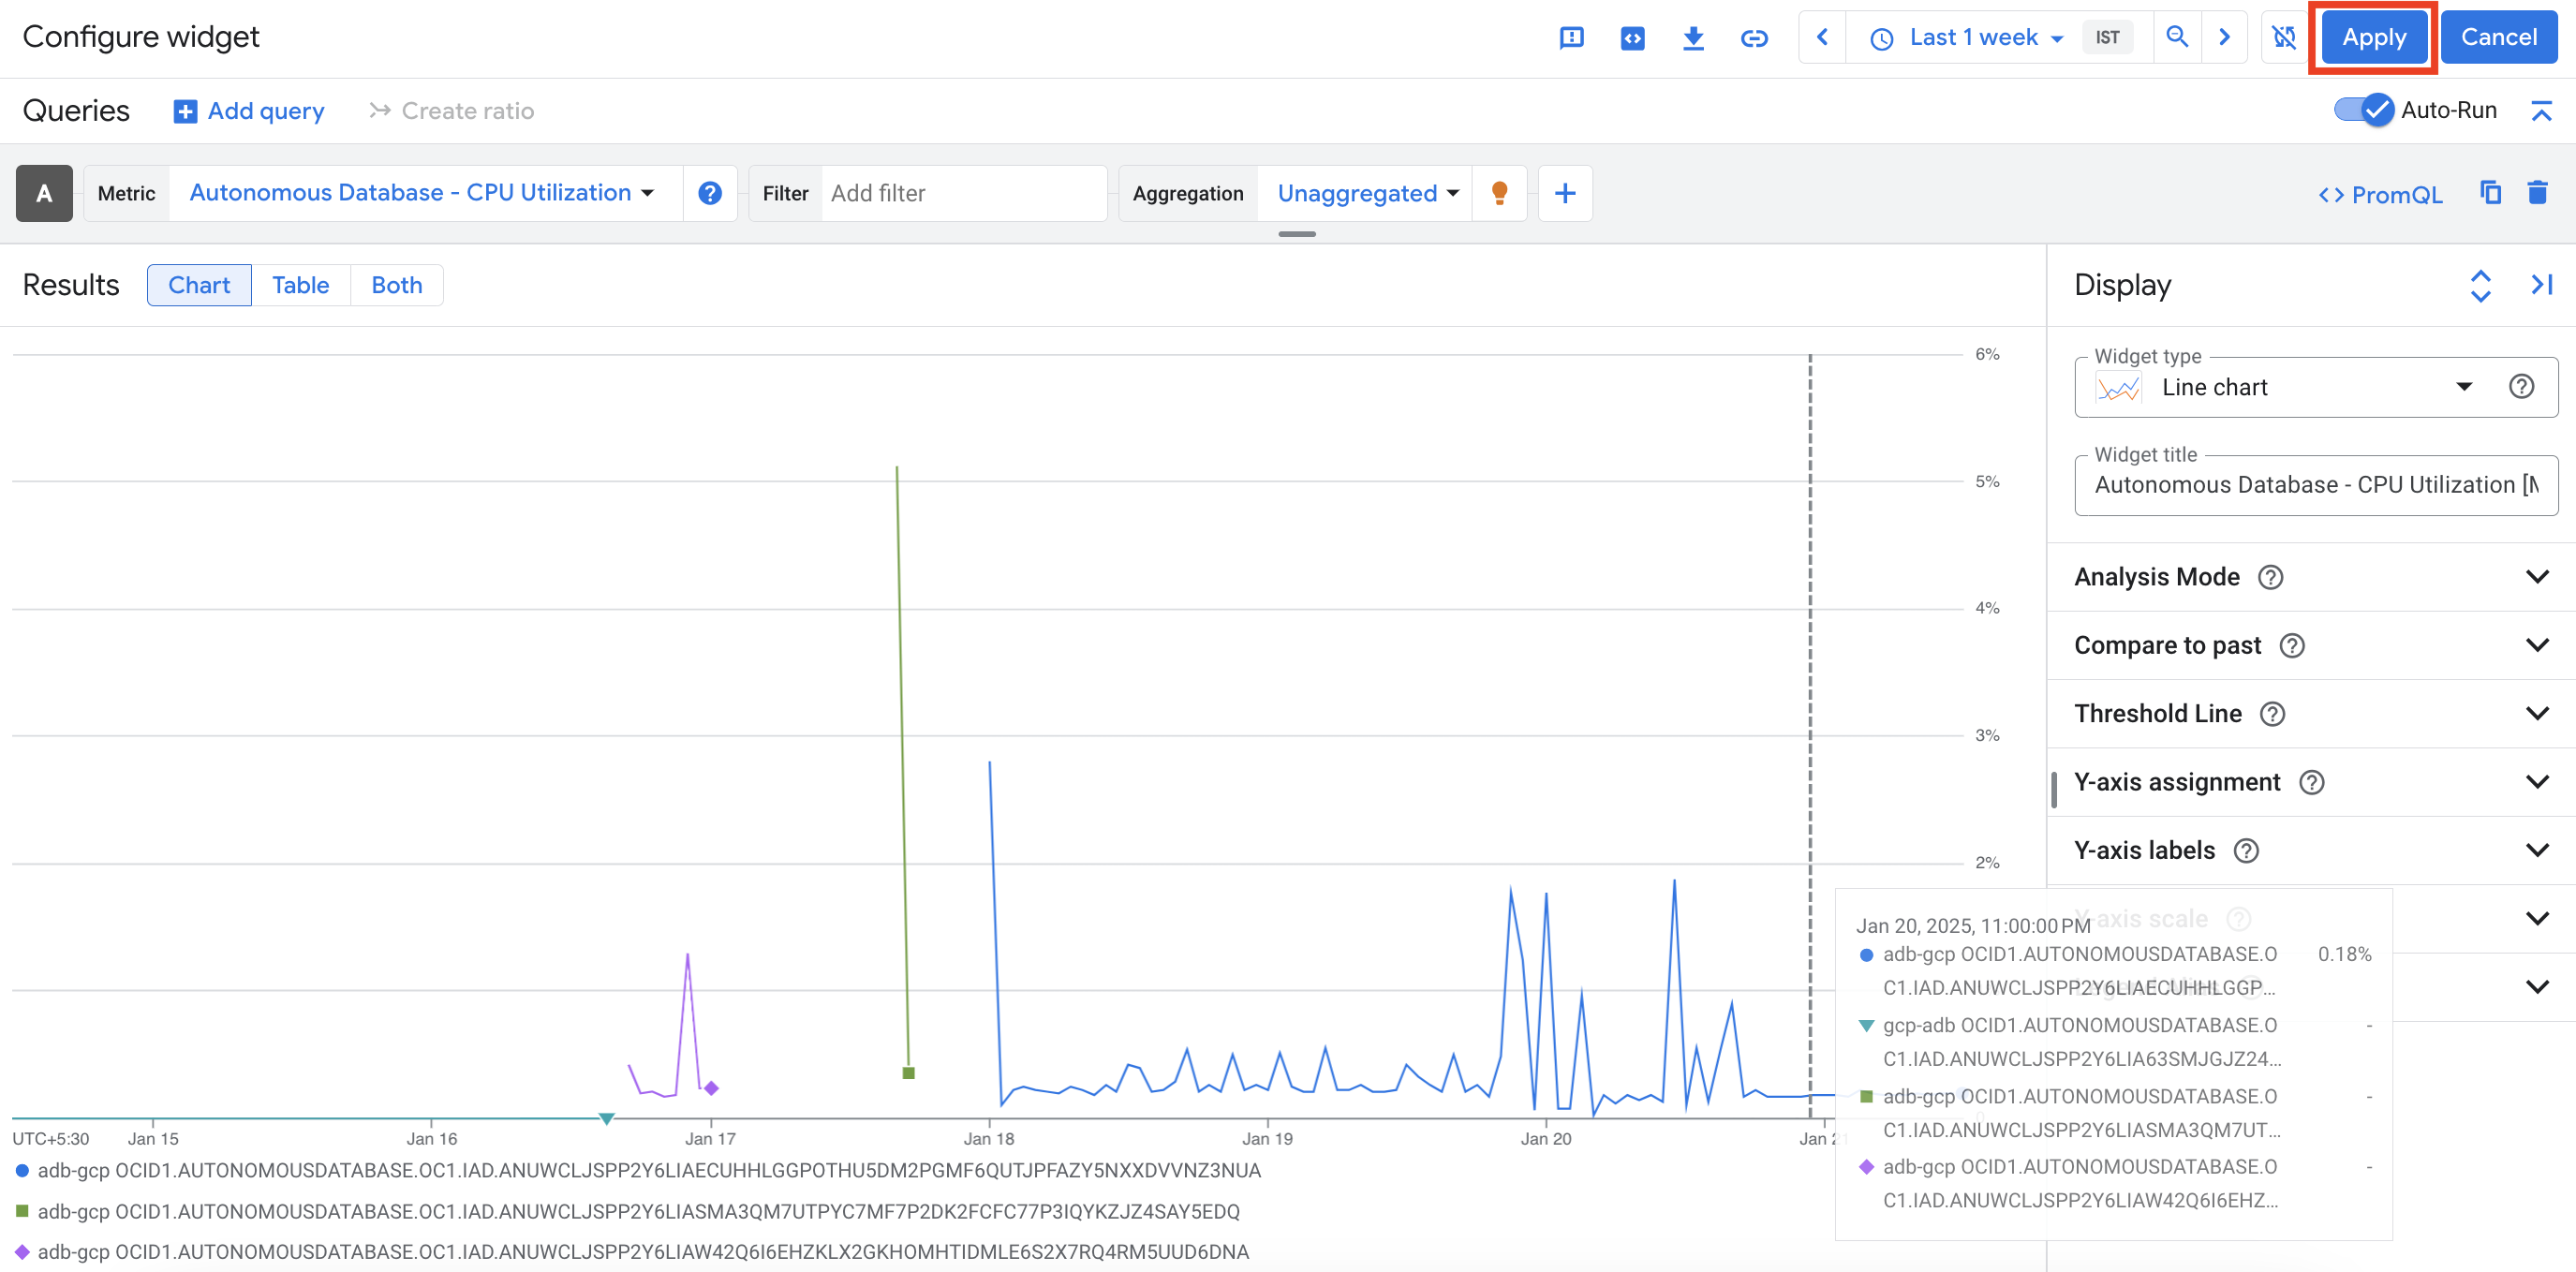 Configure widget
Last 1 week
IST
Apply
Cancel
Queries
Add query
Create ratio
Auto-Run
A
Metric
Autonomous Database - CPU Utilization
Filter
Add filter
Aggregation
Unaggregated
PromQL
Results
Chart
Table
Both
Display
Widget type
Line chart
Widget title
Autonomous Database - CPU Utilization [
Analysis Mode
Compare to past
Threshold Line
Y-axis assignment
Y-axis labels
Y-axis scale
6%
5%
4%
3%
2%
0
Jan 20, 2025, 11:00:00 PM
adb-gcp OCID1.AUTONOMOUSDATABASE.O 0.18%
C1.IAD.ANUWCLJSPP2Y6LIAECUHHLGGP...
gcp-adb OCID1.AUTONOMOUSDATABASE.O -
C1.IAD.ANUWCLJSPP2Y6LIA63SMJGJZ24...
adb-gcp OCID1.AUTONOMOUSDATABASE.O -
C1.IAD.ANUWCLJSPP2Y6LIASMA3QM7UT...
adb-gcp OCID1.AUTONOMOUSDATABASE.O -
C1.IAD.ANUWCLJSPP2Y6LIAW42Q6I6EHZ...
UTC+5:30
Jan 15
Jan 16
Jan 17
Jan 18
Jan 19
Jan 20
Jan 2
adb-gcp OCID1.AUTONOMOUSDATABASE.OC1.IAD.ANUWCLJSPP2Y6LIAECUHHLGGPOTHU5DM2PGMF6QUTJPFAZY5NXXDVVNZ3NUA
adb-gcp OCID1.AUTONOMOUSDATABASE.OC1.IAD.ANUWCLJSPP2Y6LIASMA3QM7UTPYC7MF7P2DK2FCFC77P3IQYKZJZ4SAY5EDQ
adb-gcp OCID1.AUTONOMOUSDATABASE.OC1.IAD.ANUWCLJSPP2Y6LIAW42Q6I6EHZKLX2GKHOMHTIDMLE6S2X7RQ4RM5UUD6DNA